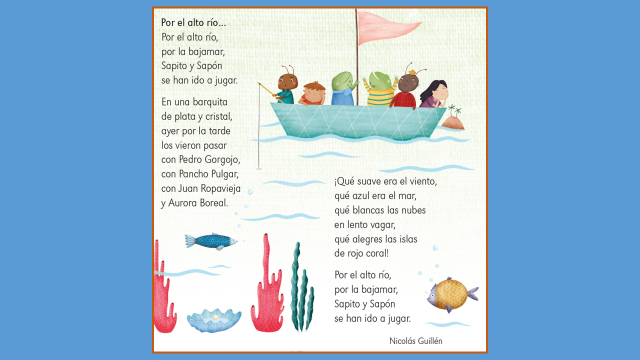 Por el alto río...
Por el alto río,
por la bajamar,
Sapito y Sapón
se han ido a jugar.
En una barquita
de plata y cristal,
ayer por la tarde
los vieron pasar
con Pedro Gorgojo,
con Pancho Pulgar,
con Juan Ropavieja
y Aurora Boreal.
¡Qué suave era el viento,
qué azul era el mar,
qué blancas las nubes
en lento vagar,
qué alegres las islas
de rojo coral!
Por el alto río,
por la bajamar,
Sapito y Sapón
se han ido a jugar.
Nicolás Guillén